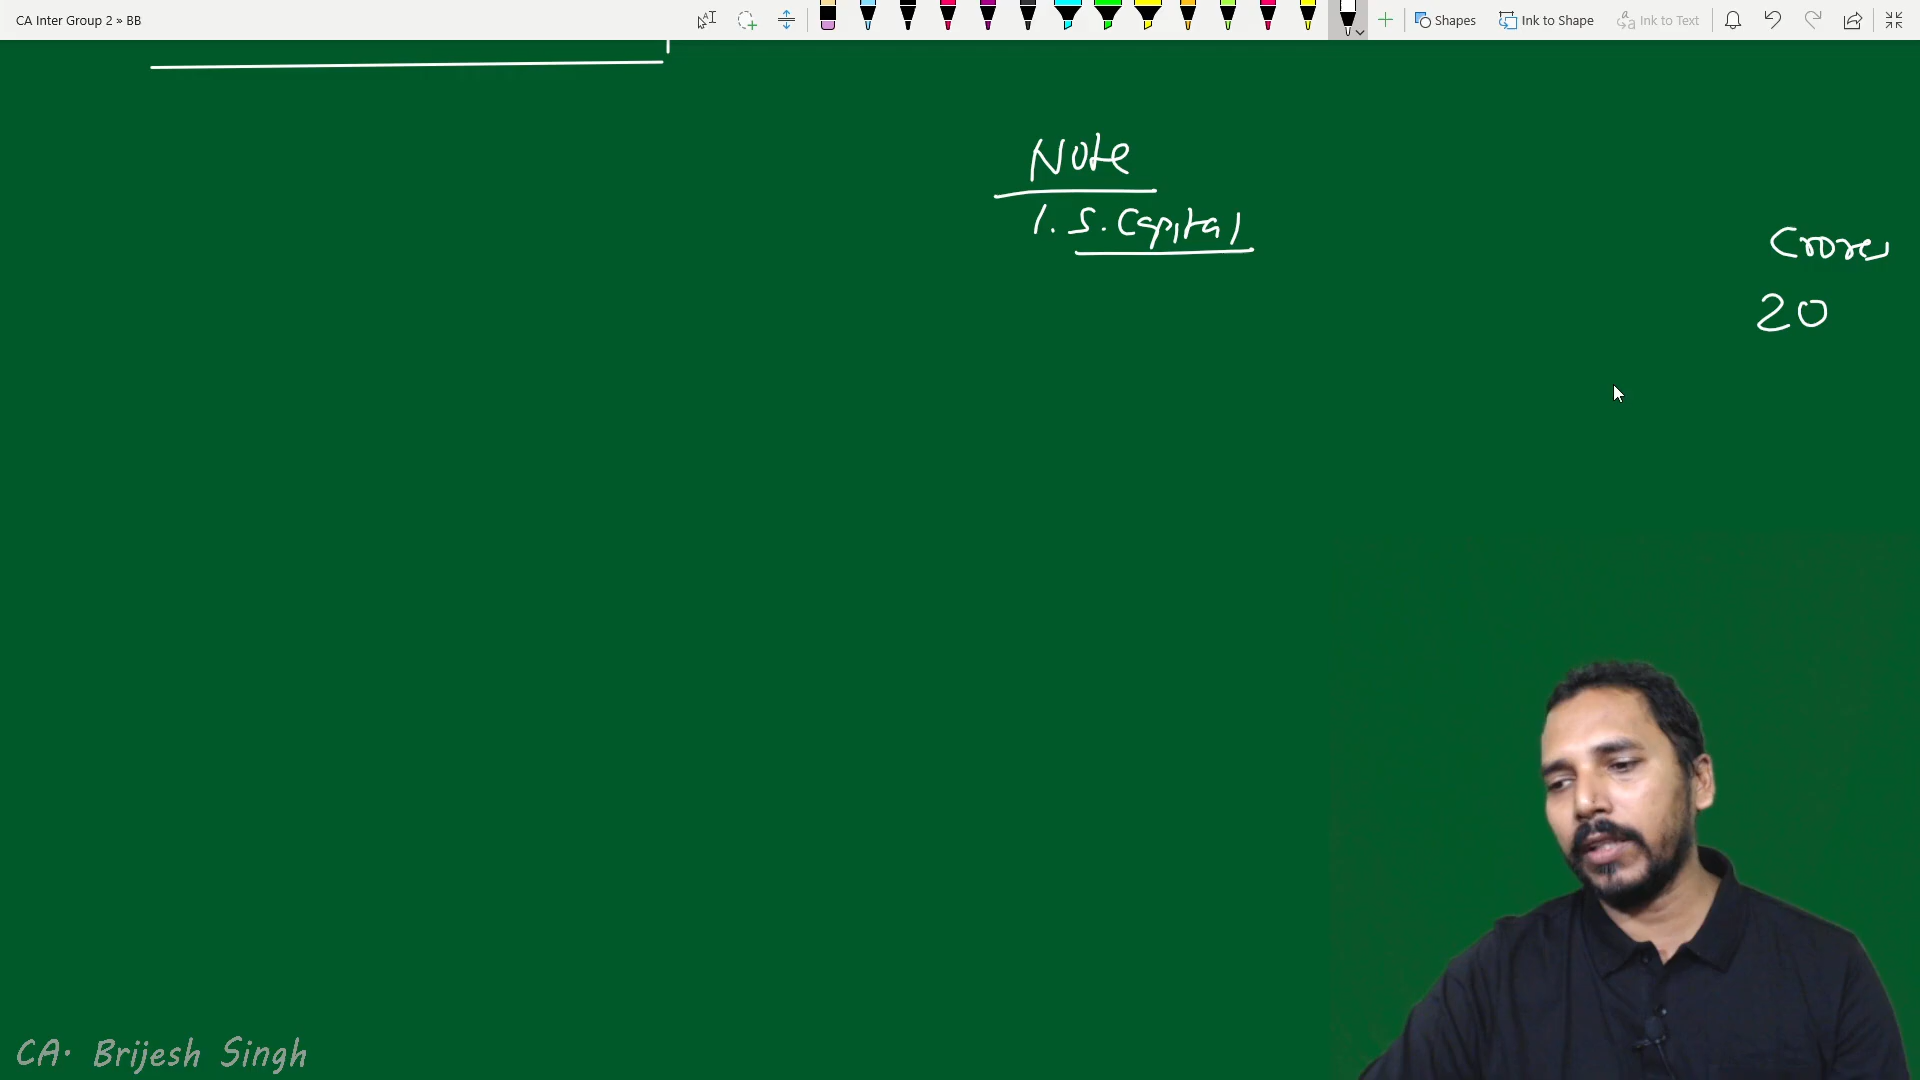 CA Inter Group 2 » BB
Shapes
Ink to Shape
Ink to Text
Note
1. S. Capital
Crores
20
CA. Brijesh Singh